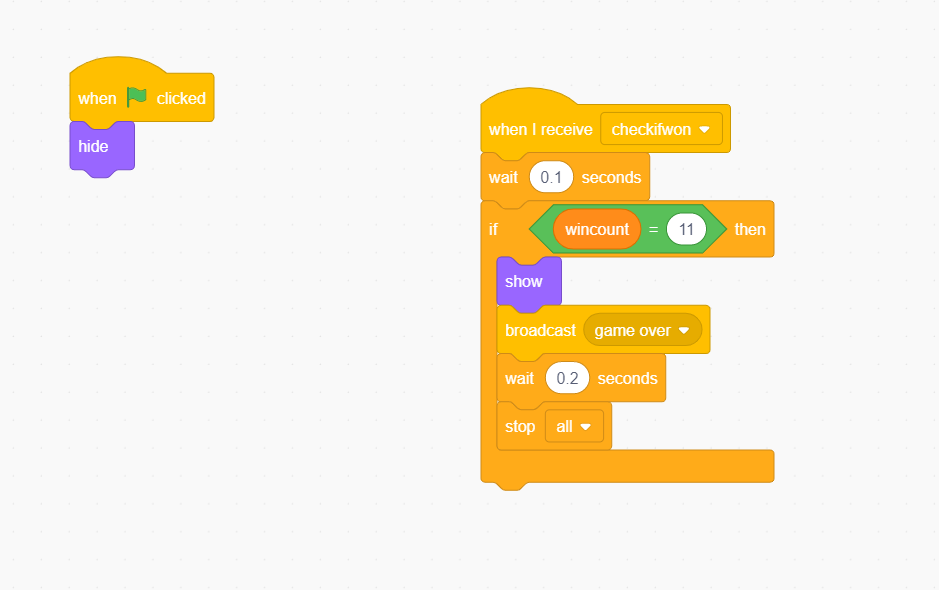 when clicked
hide
when I receive checkifwon
wait 0.1 seconds
if wincount = 11 then
show
broadcast game over
wait 0.2 seconds
stop all